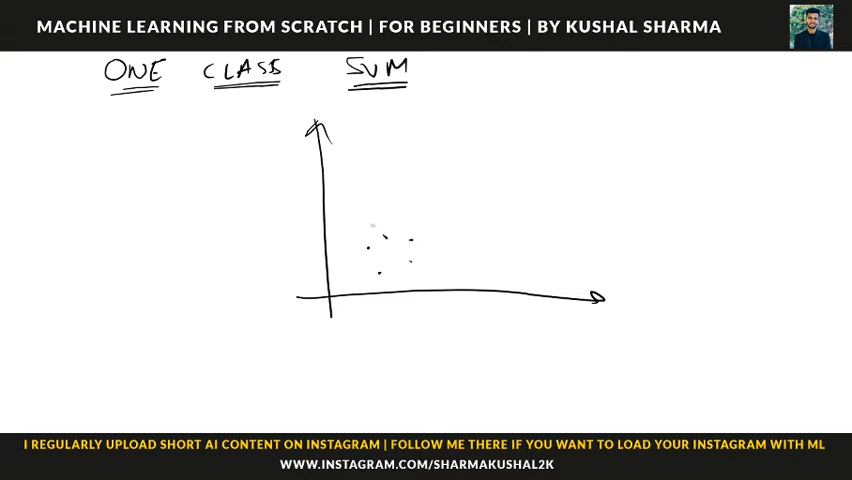 MACHINE LEARNING FROM SCRATCH | FOR BEGINNERS | BY KUSHAL SHARMA
ONE CLASS SVM
I REGULARLY UPLOAD SHORT AI CONTENT ON INSTAGRAM | FOLLOW ME THERE IF YOU WANT TO LOAD YOUR INSTAGRAM WITH ML
WWW.INSTAGRAM.COM/SHARMAKUSHAL2K